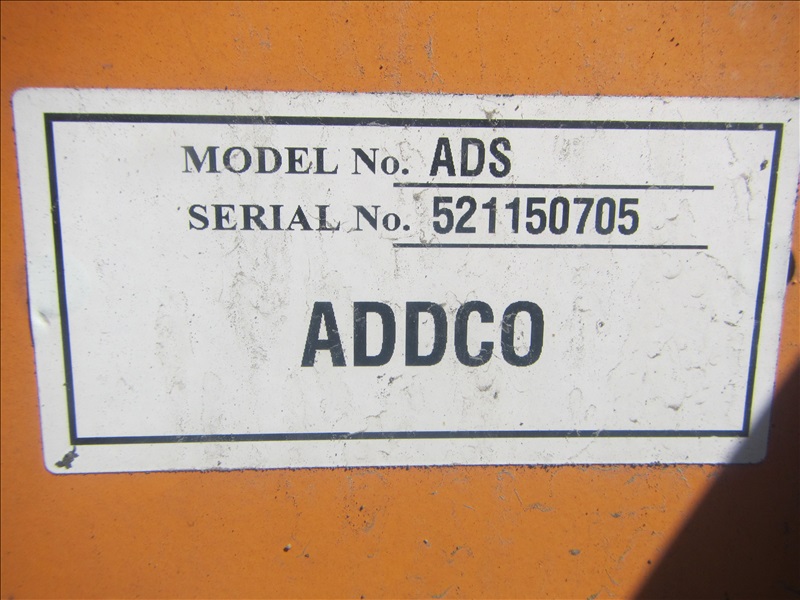 MODEL No. ADS
SERIAL No. 521150705
ADDCO